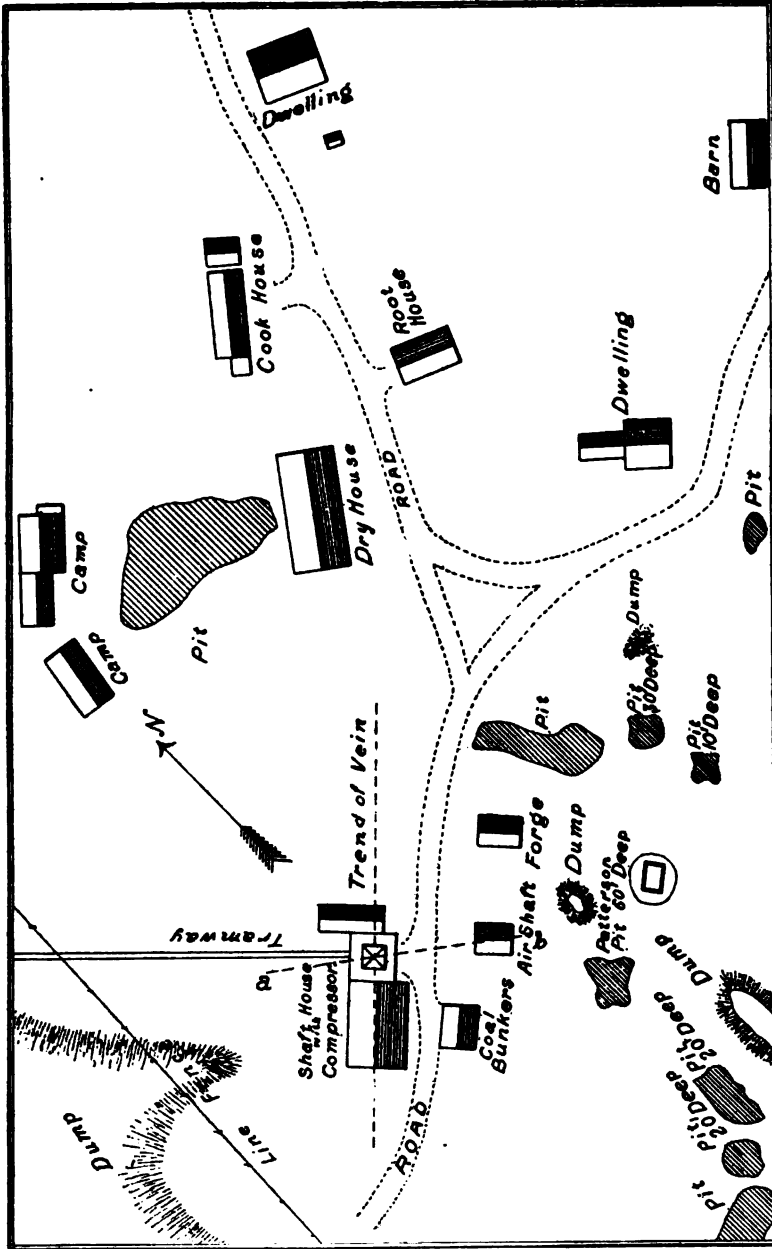 Dwelling
Barn
Cook House
Root
House
Dwelling
Camp
Dry House
ROAD
Pit
Camp
Pit
N
Pit
Dump
Pit
30' Deep
Pit
10' Deep
Trend of Vein
Forge
Dump
Tramway
Air Shaft
Patterson
Pit 60' Deep
Shaft House
with
Compressor
Coal
Bunkers
Dump
Pit
20' Deep
Pit
20' Deep
Pit
Dump
Fence
Line
ROAD